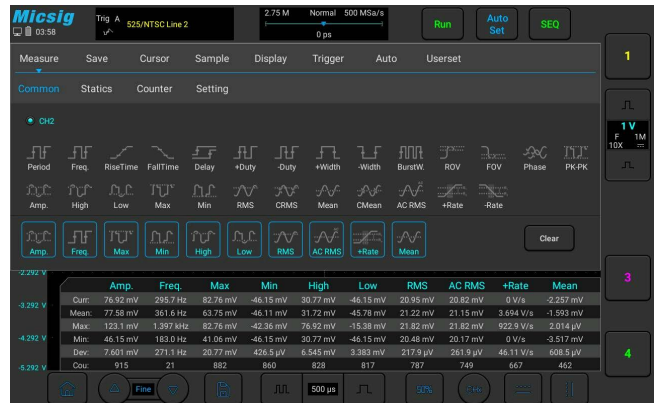 Micsig
03:58
Trig A 525/NTSC Line 2
2.75 M Normal 500 MSa/s
0 ps
Run
Auto Set
SEQ
Measure Save Cursor Sample Display Trigger Auto Userset
Common Statics Counter Setting
CH2
Period Freq. RiseTime FallTime Delay +Duty -Duty +Width -Width BurstW. ROV FOV Phase PK-PK
Amp. High Low Max Min RMS CRMS Mean CMean AC RMS +Rate -Rate
Amp. Freq. Max Min High Low RMS AC RMS +Rate Mean
Clear
1
1 V
F 1M
10X
3
4
-2.292 V
-3.292 V
-4.292 V
-5.292 V
Amp. Freq. Max Min High Low RMS AC RMS +Rate Mean
Curr: 76.92 mV 295.7 Hz 82.76 mV -46.15 mV 30.77 mV -46.15 mV 20.95 mV 20.82 mV 0 V/s -2.257 mV
Mean: 77.58 mV 361.6 Hz 63.75 mV -46.11 mV 31.72 mV -45.78 mV 21.22 mV 21.15 mV 3.694 V/s -1.593 mV
Max: 123.1 mV 1.397 kHz 82.76 mV -42.36 mV 76.92 mV -15.38 mV 21.82 mV 21.82 mV 922.9 V/s 2.014 μV
Min: 46.15 mV 183.0 Hz 41.06 mV -46.15 mV 30.77 mV -46.15 mV 20.48 mV 20.17 mV 0 V/s -3.517 mV
Dev: 7.601 mV 271.1 Hz 20.77 mV 426.5 μV 6.545 mV 3.383 mV 217.9 μV 261.9 μV 46.11 V/s 608.5 μV
Cou: 915 21 882 860 828 817 787 749 667 462
Fine
500 μs
50%